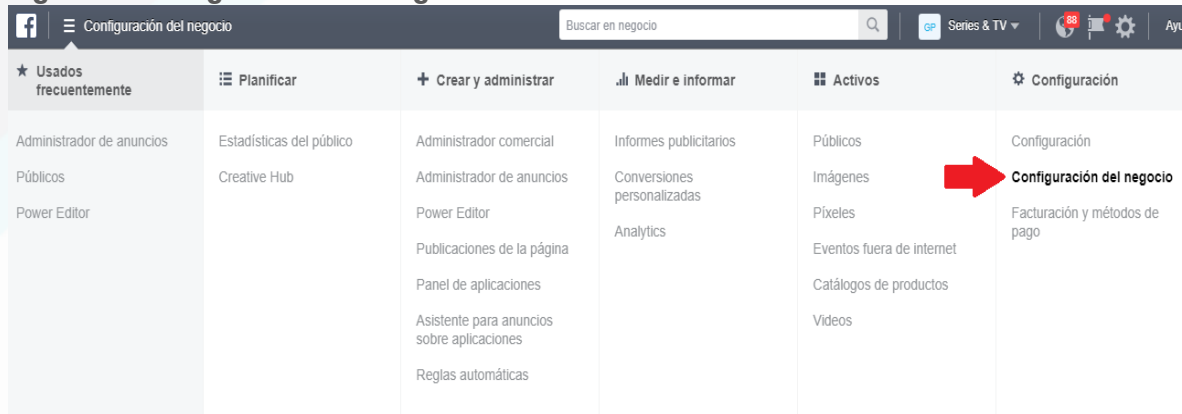 Configuración del negocio
Buscar en negocio
GP Series & TV
88
Usados
frecuentemente
Administrador de anuncios
Públicos
Power Editor
Planificar
Estadísticas del público
Creative Hub
Crear y administrar
Administrador comercial
Administrador de anuncios
Power Editor
Publicaciones de la página
Panel de aplicaciones
Asistente para anuncios
sobre aplicaciones
Reglas automáticas
Medir e informar
Informes publicitarios
Conversiones
personalizadas
Analytics
Activos
Públicos
Imágenes
Píxeles
Eventos fuera de internet
Catálogos de productos
Videos
Configuración
Configuración
Configuración del negocio
Facturación y métodos de
pago